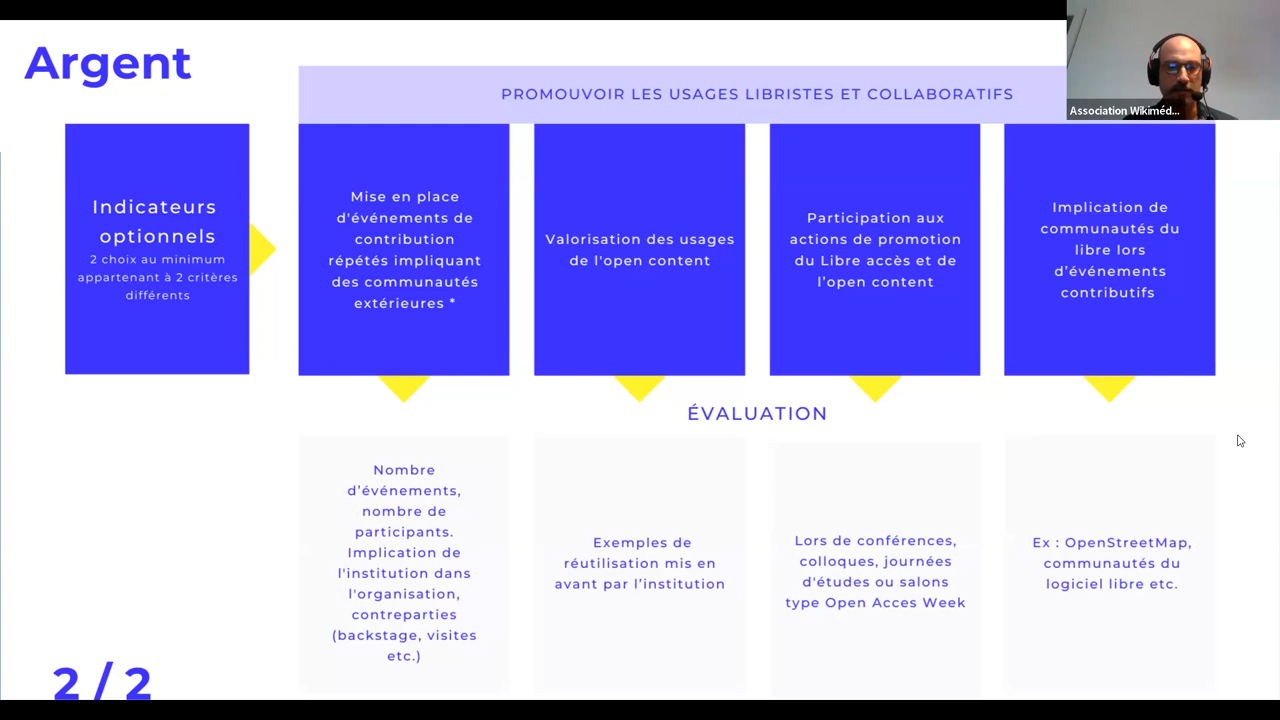 Argent
PROMOUVOIR LES USAGES LIBRISTES ET COLLABORATIFS
Association Wikiméd...
Indicateurs
optionnels
2 choix au minimum
appartenant à 2 critères
différents
Mise en place
d'événements de
contribution
répétés impliquant
des communautés
extérieures *
Valorisation des usages
de l'open content
Participation aux
actions de promotion
du Libre accès et de
l’open content
Implication de
communautés du
libre lors
d’événements
contributifs
ÉVALUATION
Nombre
d’événements,
nombre de
participants.
Implication de
l'institution dans
l'organisation,
contreparties
(backstage, visites
etc.)
Exemples de
réutilisation mis en
avant par l’institution
Lors de conférences,
colloques, journées
d'études ou salons
type Open Acces Week
Ex : OpenStreetMap,
communautés du
logiciel libre etc.
2 / 2